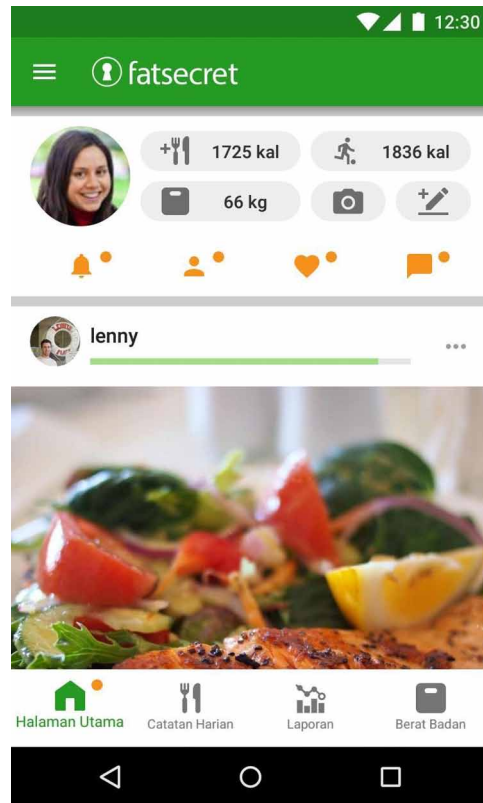 12:30
fatsecret
1725 kal
1836 kal
66 kg
lenny
Halaman Utama
Catatan Harian
Laporan
Berat Badan